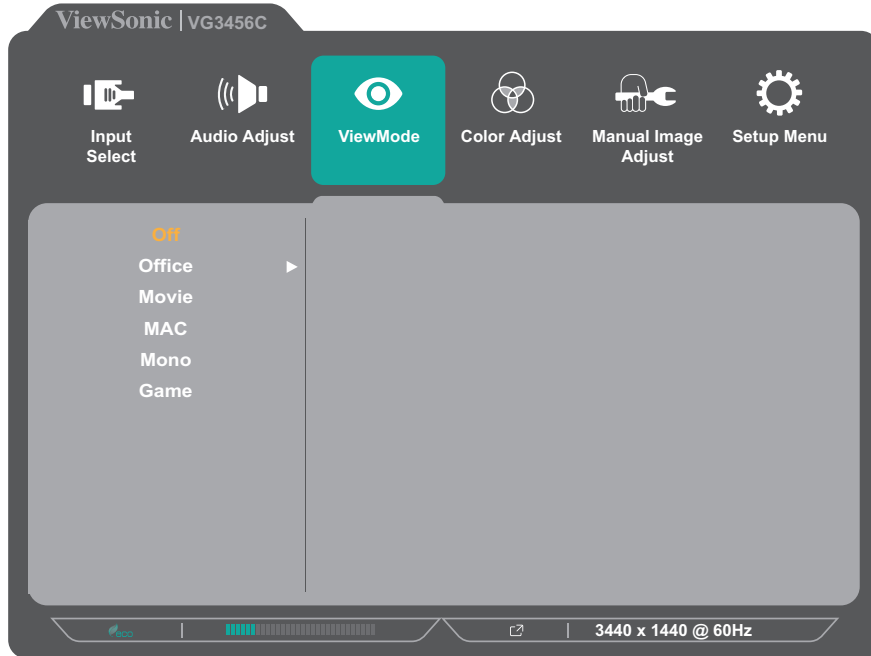 ViewSonic | VG3456C
Input Select
Audio Adjust
ViewMode
Color Adjust
Manual Image Adjust
Setup Menu
Off
Office
Movie
MAC
Mono
Game
ECO
3440 x 1440 @ 60Hz